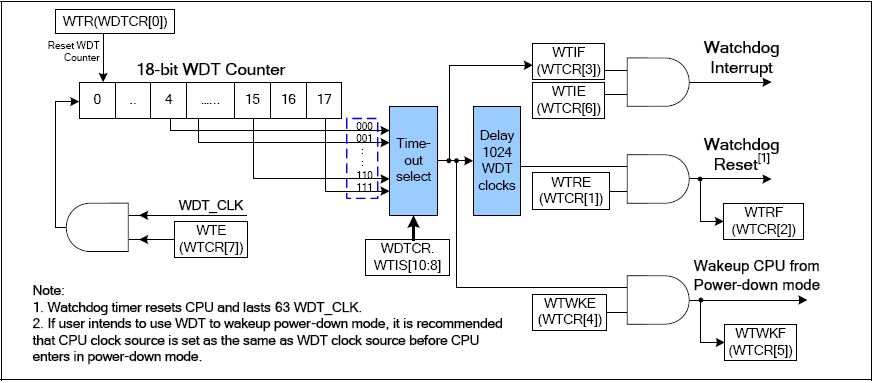 WTR(WDTCR[0])
Reset WDT
Counter
18-bit WDT Counter
0 .. 4 ...... 15 16 17
000
001
:
:
110
111
Time-
out
select
Delay
1024
WDT
clocks
WTIF
(WTCR[3])
WTIE
(WTCR[6])
Watchdog
Interrupt
WTRE
(WTCR[1])
Watchdog
Reset[1]
WTRF
(WTCR[2])
WDT_CLK
WTE
(WTCR[7])
WDTCR.
WTIS[10:8]
WTWKE
(WTCR[4])
Wakeup CPU from
Power-down mode
WTWKF
(WTCR[5])
Note:
1. Watchdog timer resets CPU and lasts 63 WDT_CLK.
2. If user intends to use WDT to wakeup power-down mode, it is recommended
that CPU clock source is set as the same as WDT clock source before CPU
enters in power-down mode.